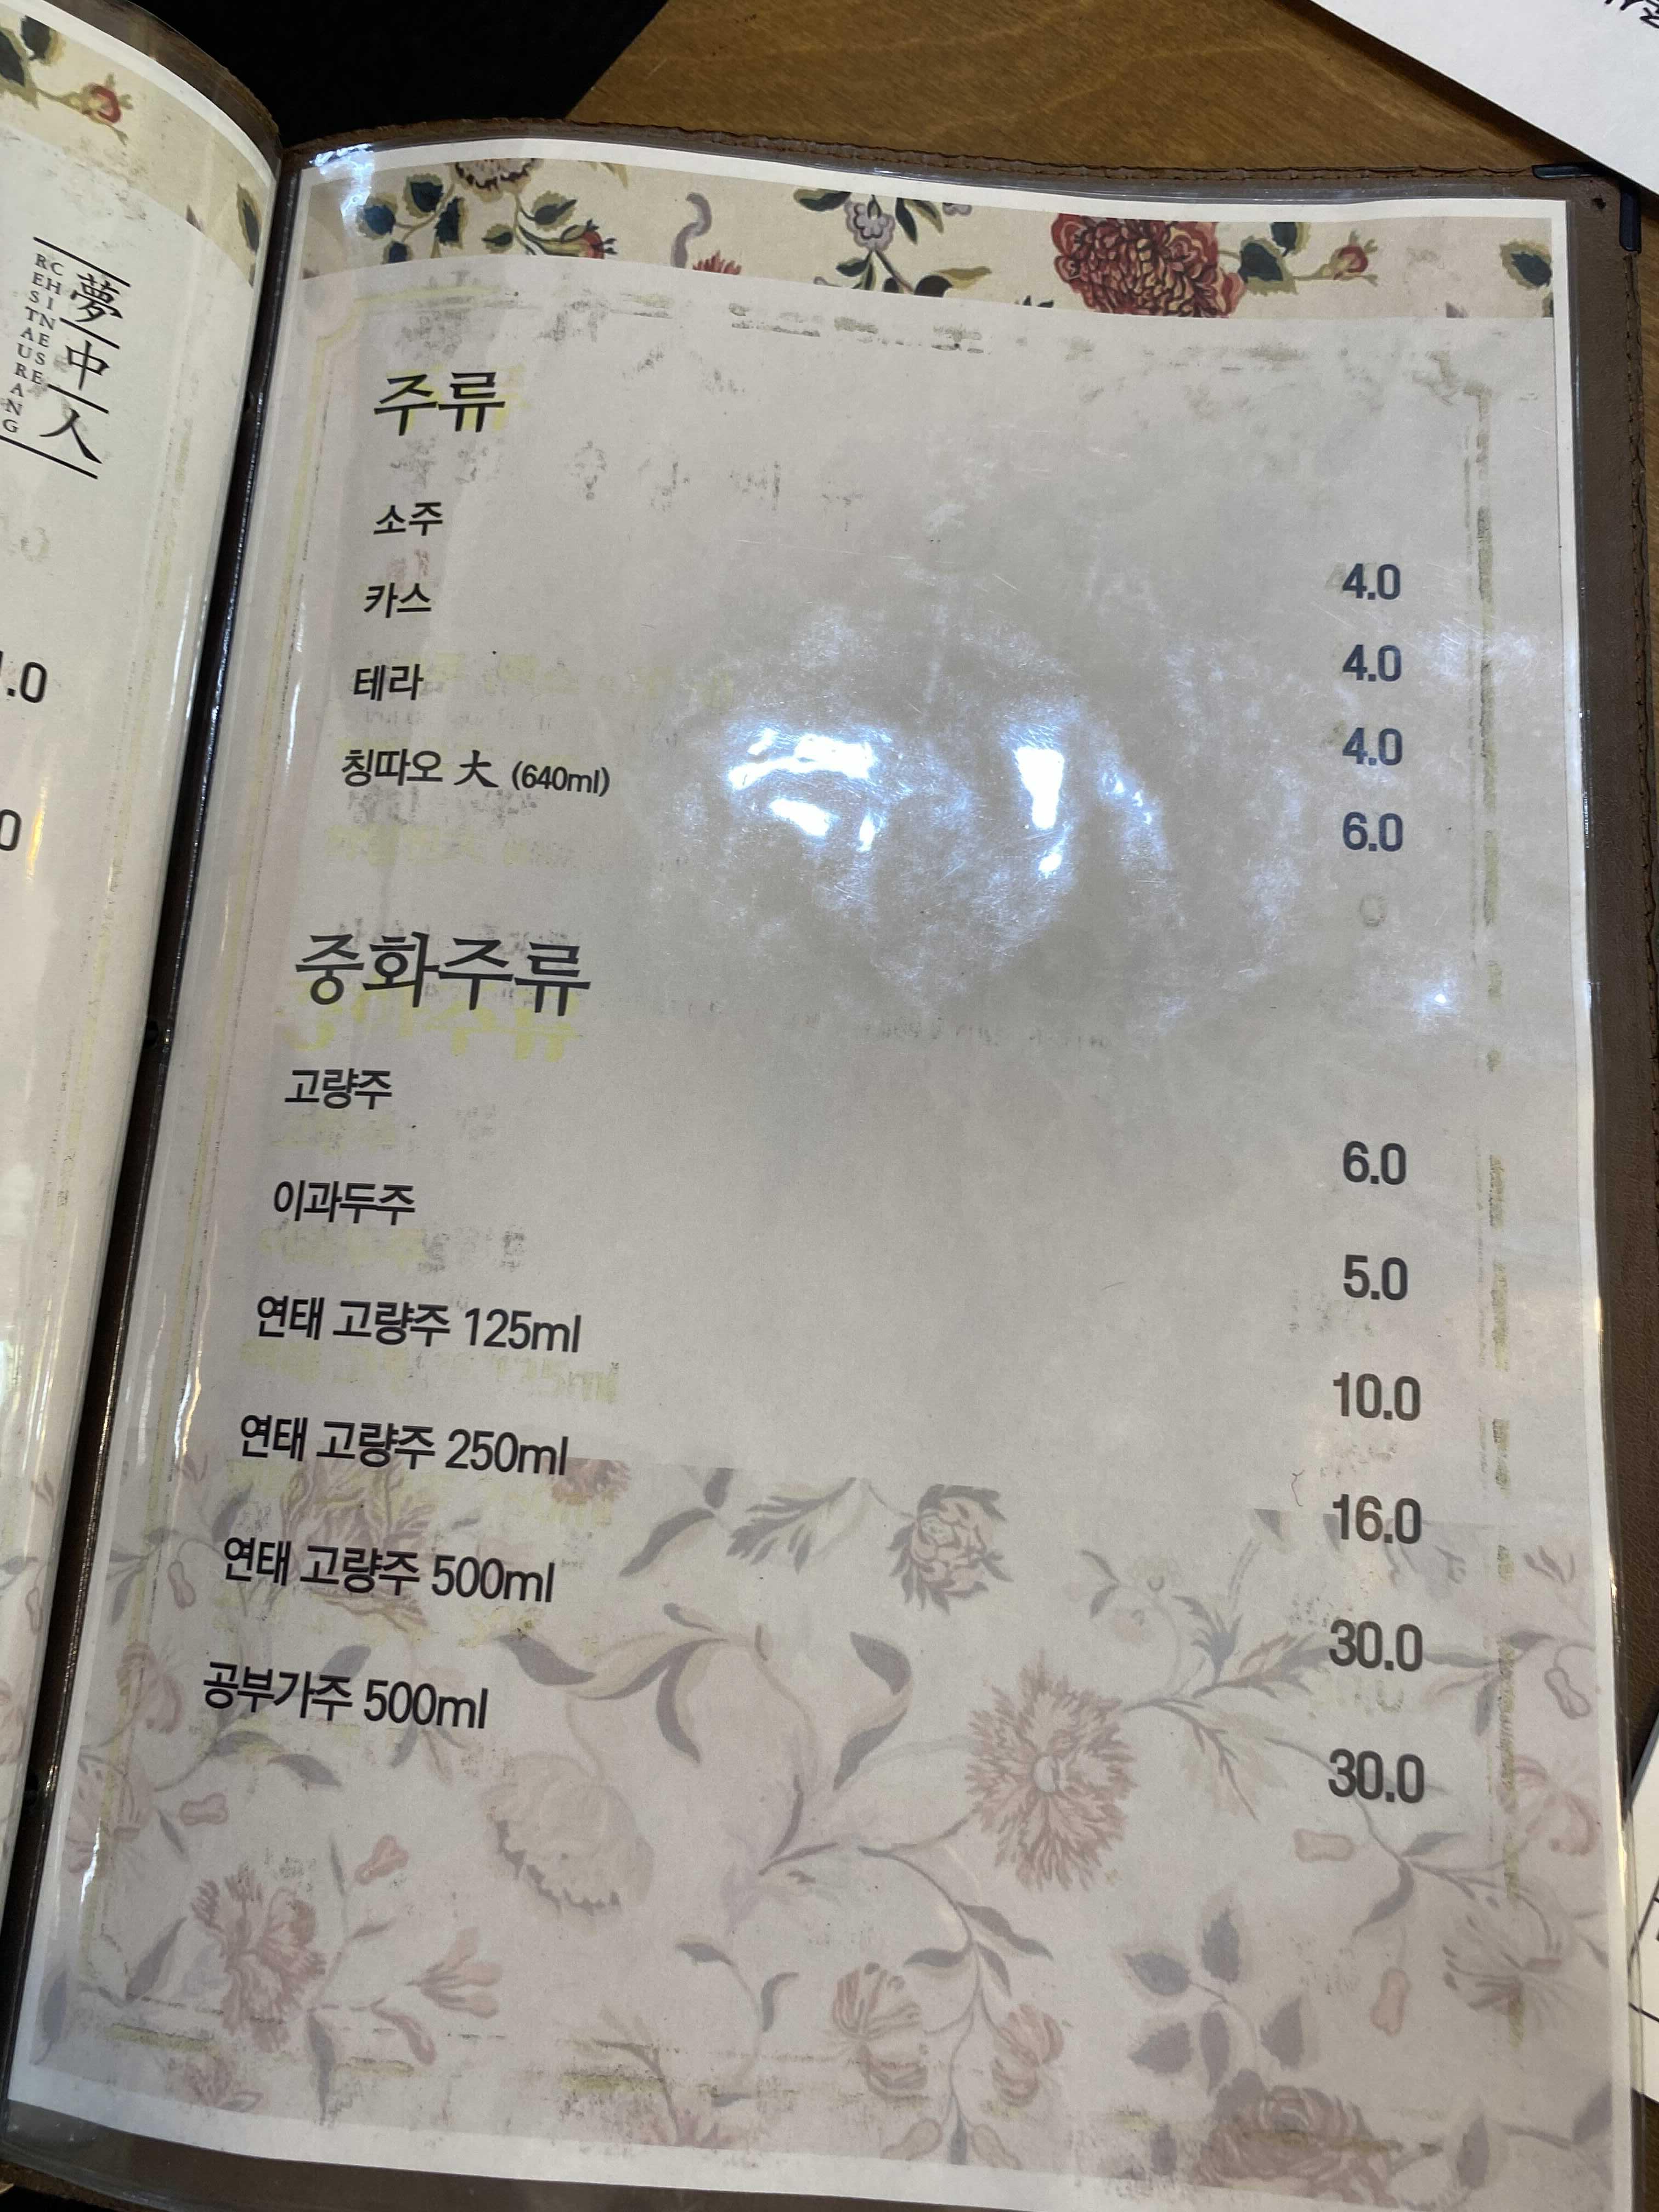 夢中人
CHINESE
RESTAURANG
.0
0
주류
소주 4.0
카스 4.0
테라 4.0
칭따오 大 (640ml) 6.0
중화주류
고량주 6.0
이과두주 5.0
연태 고량주 125ml 10.0
연태 고량주 250ml 16.0
연태 고량주 500ml 30.0
공부가주 500ml 30.0